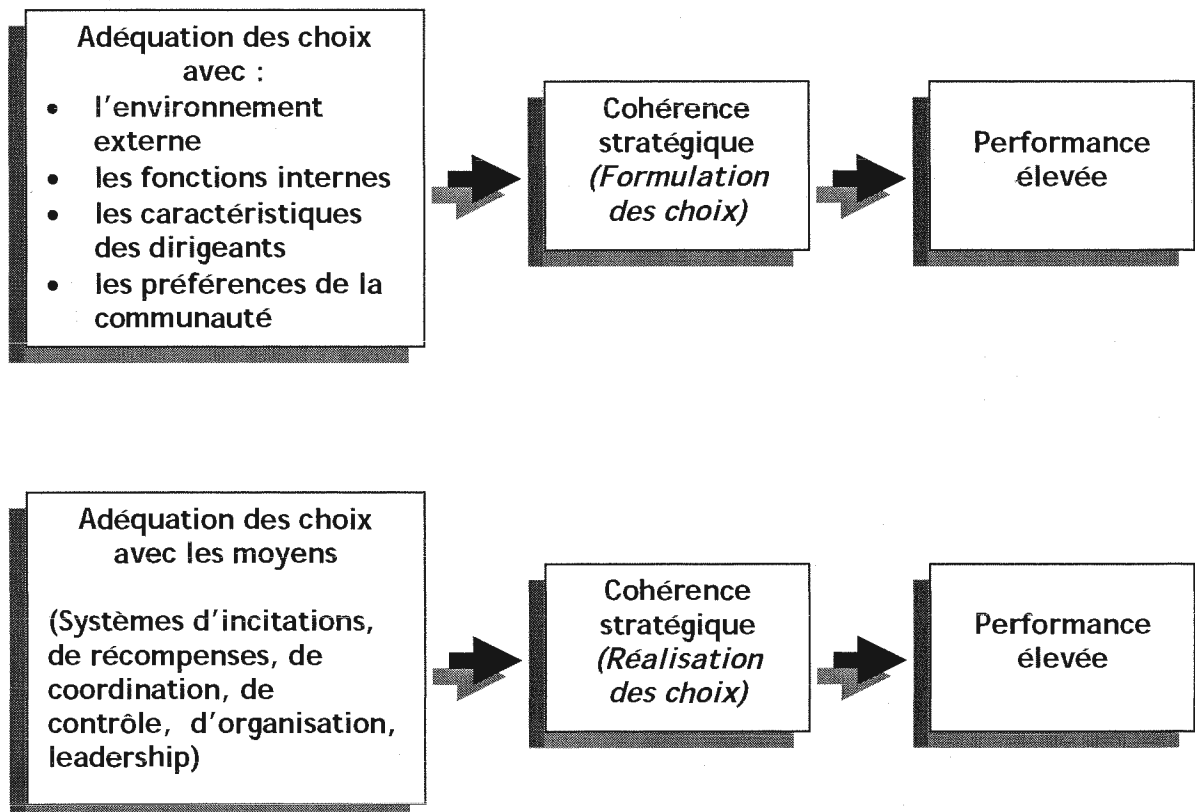 Adéquation des choix
avec :
• l'environnement
externe
• les fonctions internes
• les caractéristiques
des dirigeants
• les préférences de la
communauté
Cohérence
stratégique
(Formulation
des choix)
Performance
élevée
Adéquation des choix
avec les moyens
(Systèmes d'incitations,
de récompenses, de
coordination, de
contrôle, d'organisation,
leadership)
Cohérence
stratégique
(Réalisation
des choix)
Performance
élevée